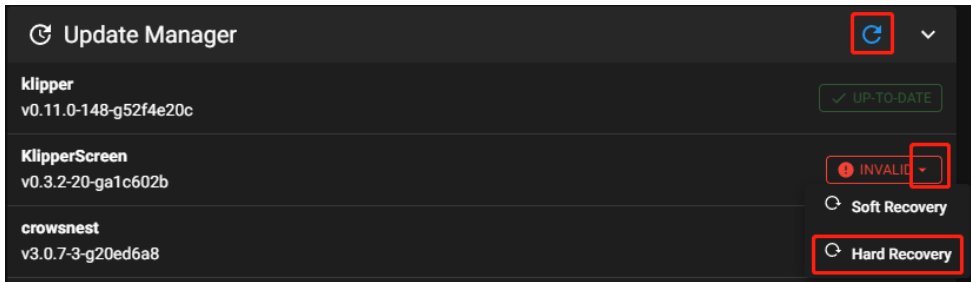 Update Manager
klipper
v0.11.0-148-g52f4e20c
UP-TO-DATE
KlipperScreen
v0.3.2-20-ga1c602b
INVALID
Soft Recovery
crowsnest
v3.0.7-3-g20ed6a8
Hard Recovery